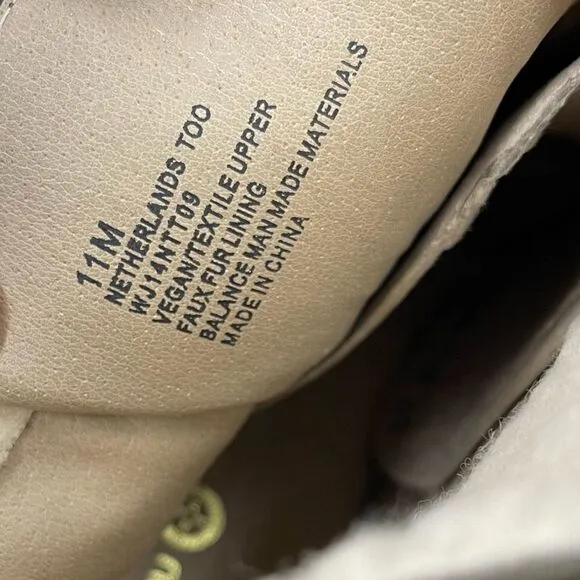 11M
NETHERLANDS TOO
WJ14NTT09
VEGAN/TEXTILE UPPER
FAUX FUR LINING
BALANCE MAN MADE MATERIALS
MADE IN CHINA